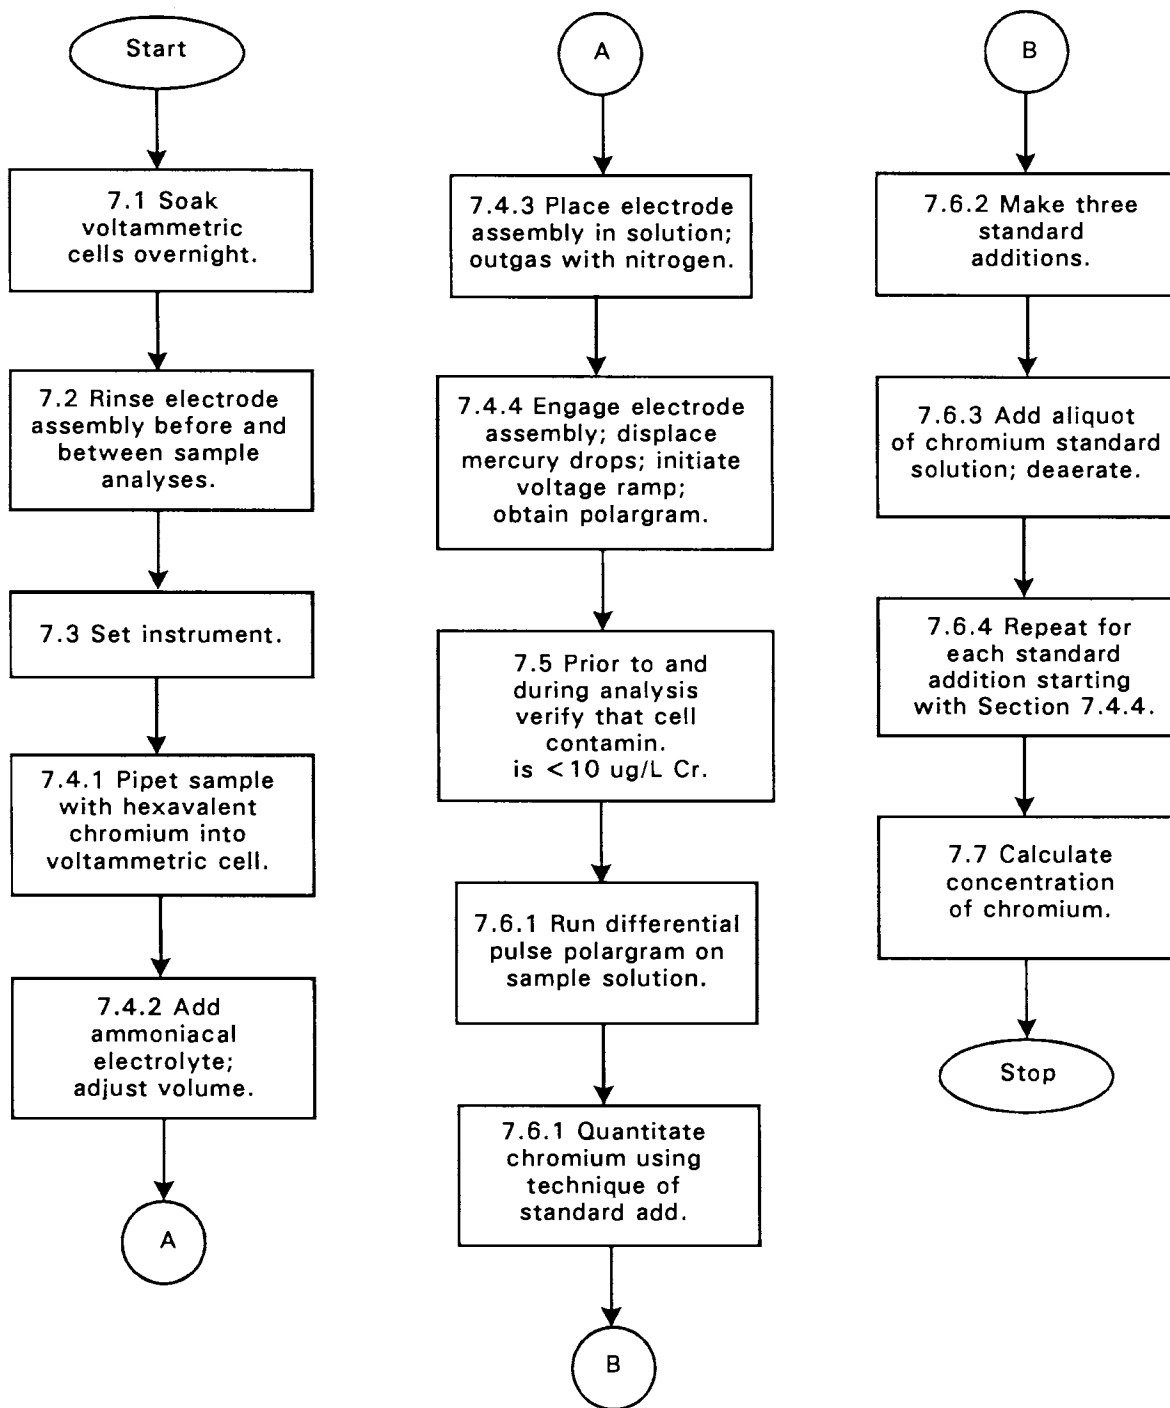 Start
7.1 Soak
voltammetric
cells overnight.
7.2 Rinse electrode
assembly before and
between sample
analyses.
7.3 Set instrument.
7.4.1 Pipet sample
with hexavalent
chromium into
voltammetric cell.
7.4.2 Add
ammoniacal
electrolyte;
adjust volume.
A
A
7.4.3 Place electrode
assembly in solution;
outgas with nitrogen.
7.4.4 Engage electrode
assembly; displace
mercury drops; initiate
voltage ramp;
obtain polargram.
7.5 Prior to and
during analysis
verify that cell
contamin.
is <10 ug/L Cr.
7.6.1 Run differential
pulse polargram on
sample solution.
7.6.1 Quantitate
chromium using
technique of
standard add.
B
B
7.6.2 Make three
standard
additions.
7.6.3 Add aliquot
of chromium standard
solution; deaerate.
7.6.4 Repeat for
each standard
addition starting
with Section 7.4.4.
7.7 Calculate
concentration
of chromium.
Stop